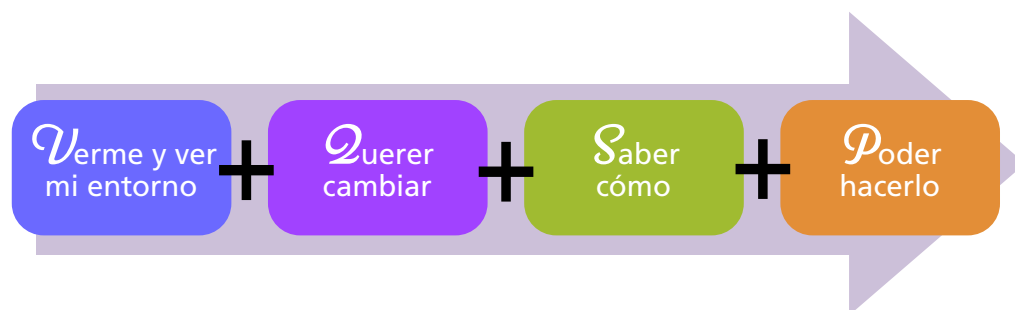 Verme y ver
mi entorno
+
Querer
cambiar
+
Saber
cómo
+
Poder
hacerlo